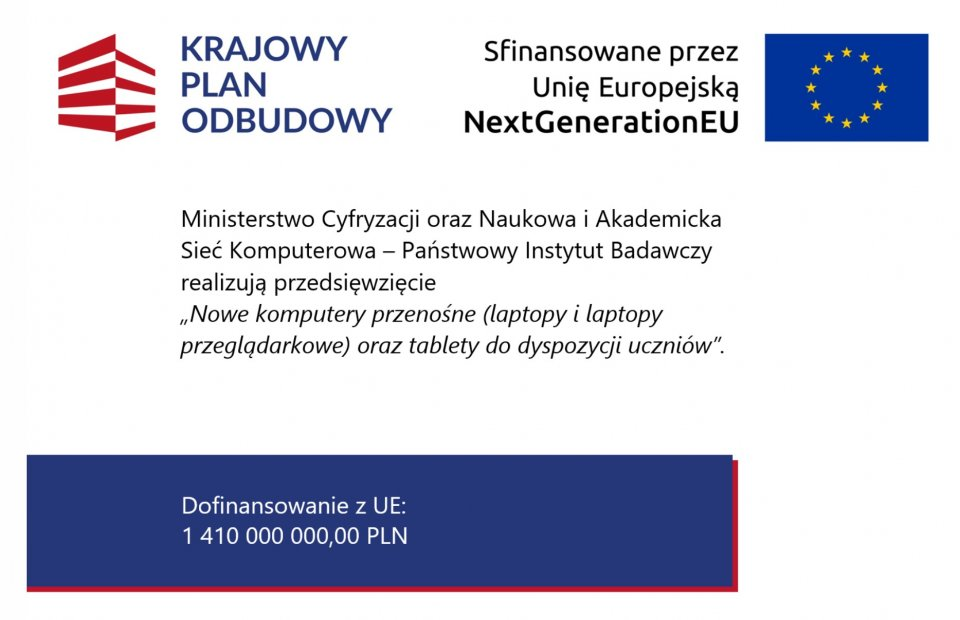 KRAJOWY
PLAN
ODBUDOWY
Sfinansowane przez
Unię Europejską
NextGenerationEU
Ministerstwo Cyfryzacji oraz Naukowa i Akademicka
Sieć Komputerowa – Państwowy Instytut Badawczy
realizują przedsięwzięcie
„Nowe komputery przenośne (laptopy i laptopy
przeglądarkowe) oraz tablety do dyspozycji uczniów”.
Dofinansowanie z UE:
1 410 000 000,00 PLN